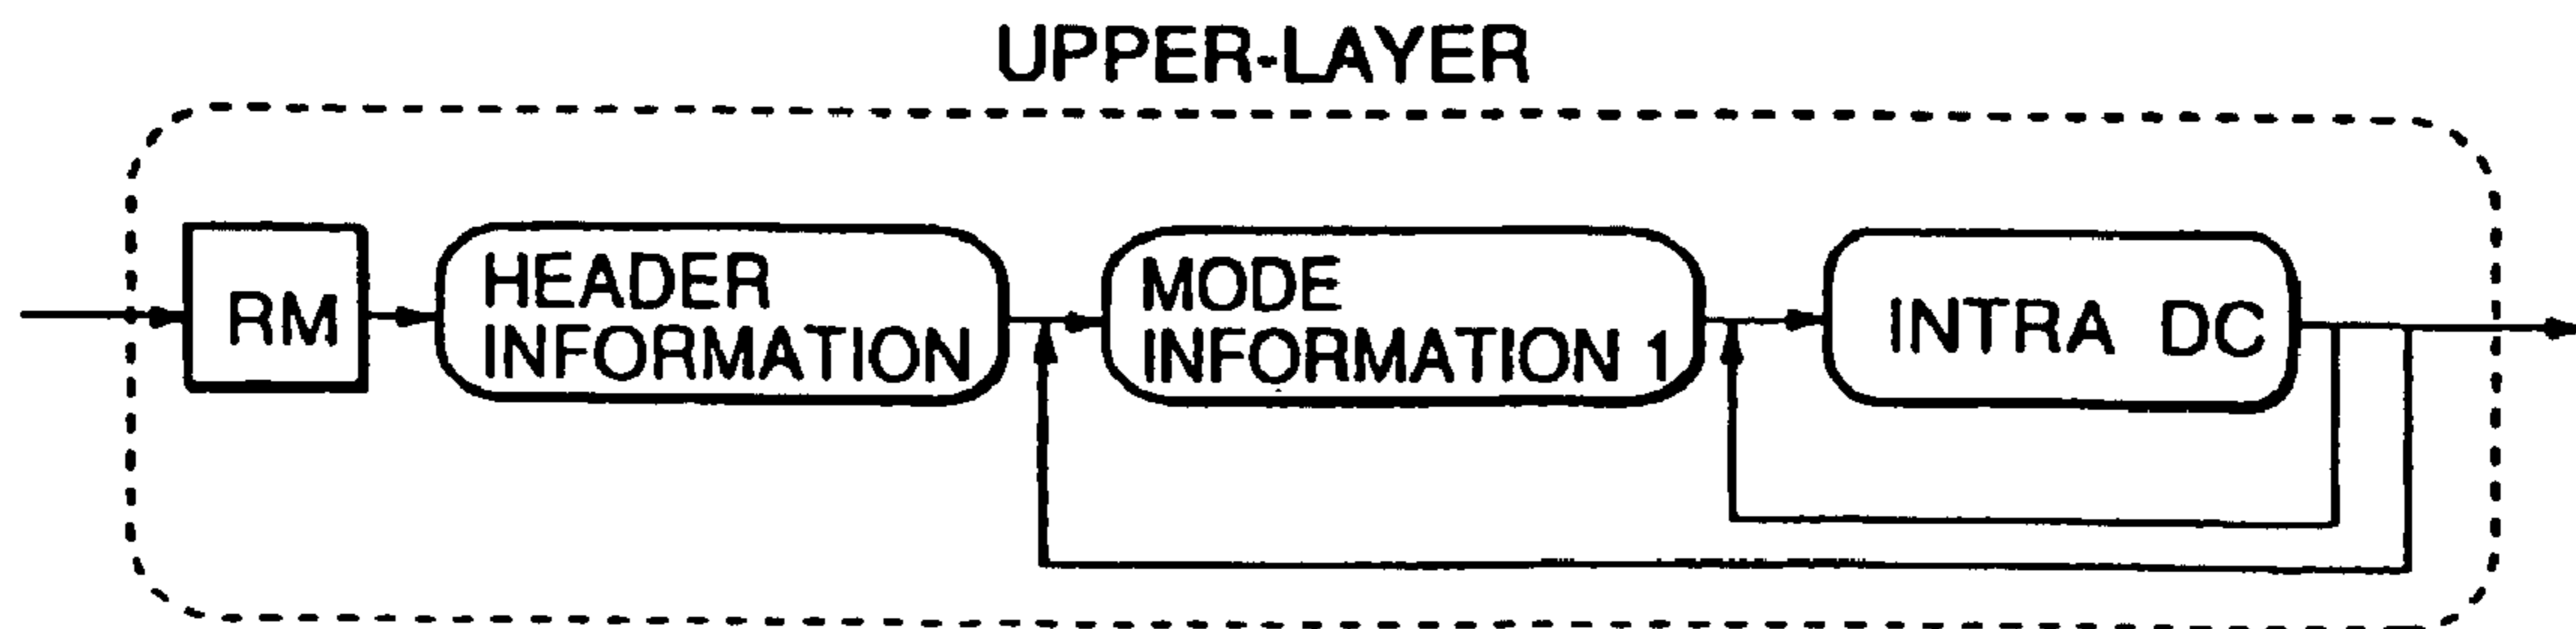 UPPER-LAYER
RM
HEADER
INFORMATION
MODE
INFORMATION 1
INTRA DC